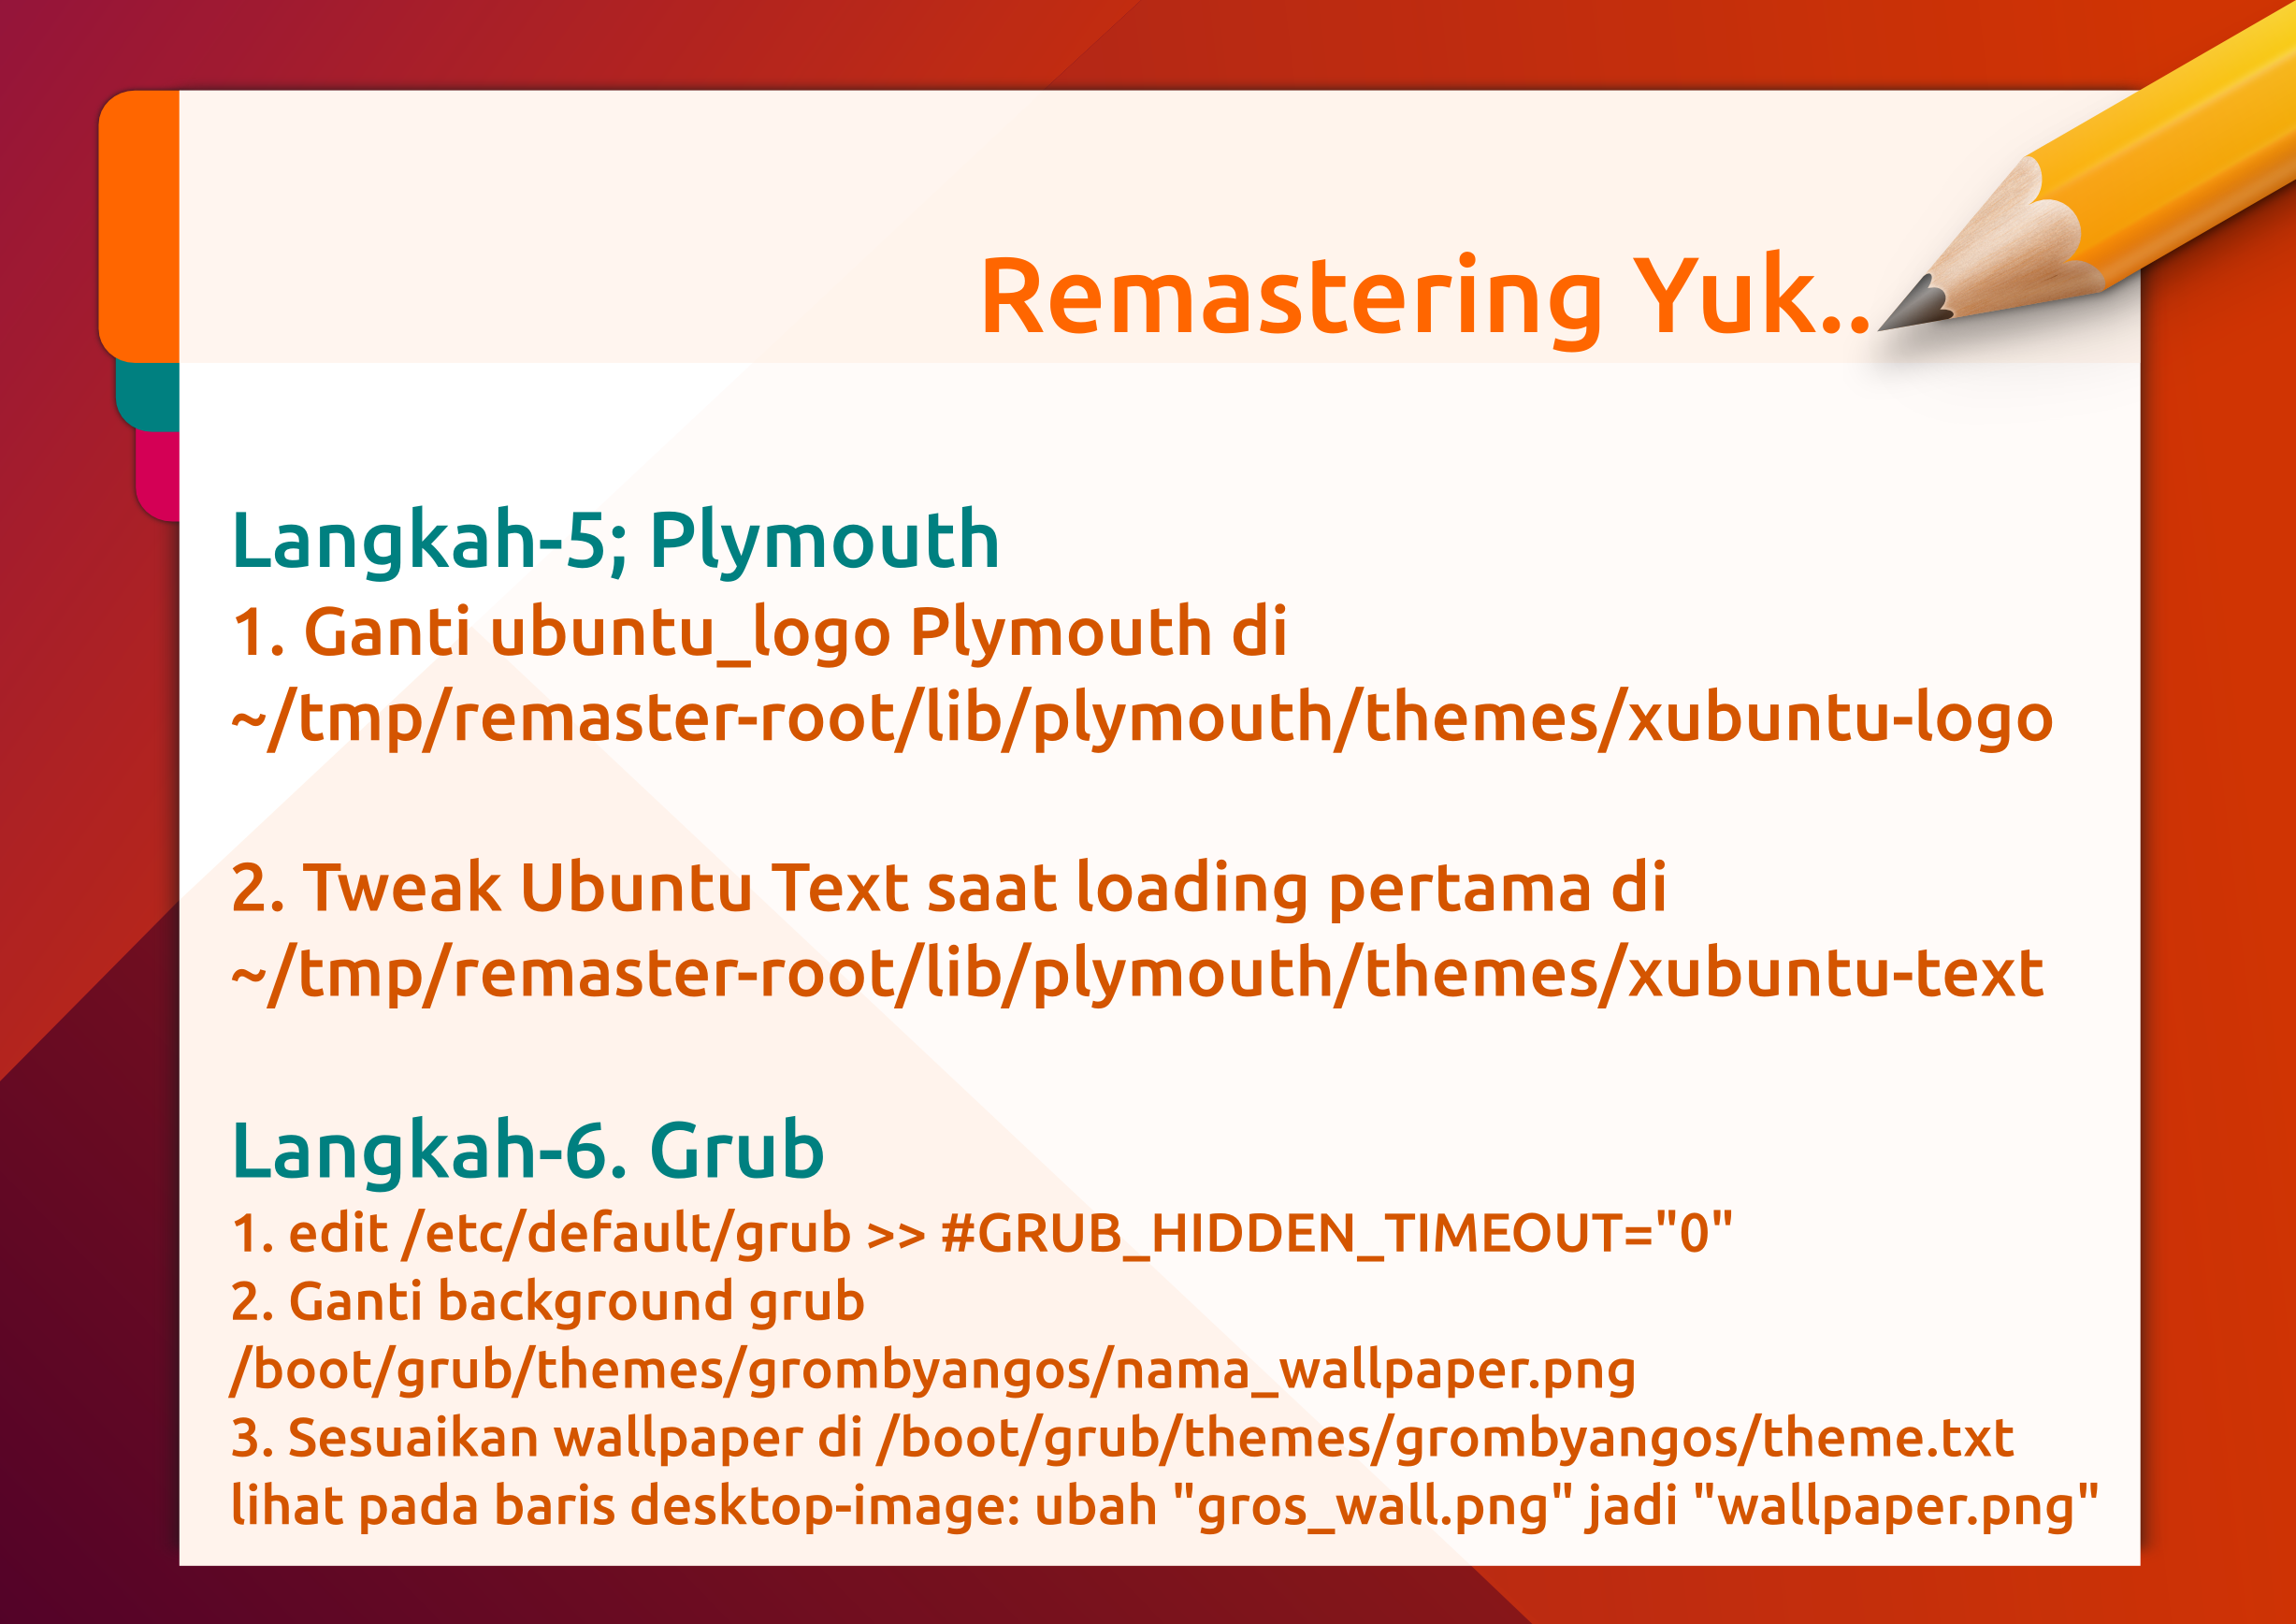 Remastering Yuk..
Langkah-5; Plymouth
1. Ganti ubuntu_logo Plymouth di
~/tmp/remaster-root/lib/plymouth/themes/xubuntu-logo
2. Tweak Ubuntu Text saat loading pertama di
~/tmp/remaster-root/lib/plymouth/themes/xubuntu-text
Langkah-6. Grub
1. edit /etc/default/grub >> #GRUB_HIDDEN_TIMEOUT="0"
2. Ganti background grub
/boot/grub/themes/grombyangos/nama_wallpaper.png
3. Sesuaikan wallpaper di /boot/grub/themes/grombyangos/theme.txt
lihat pada baris desktop-image: ubah "gros_wall.png" jadi "wallpaper.png"